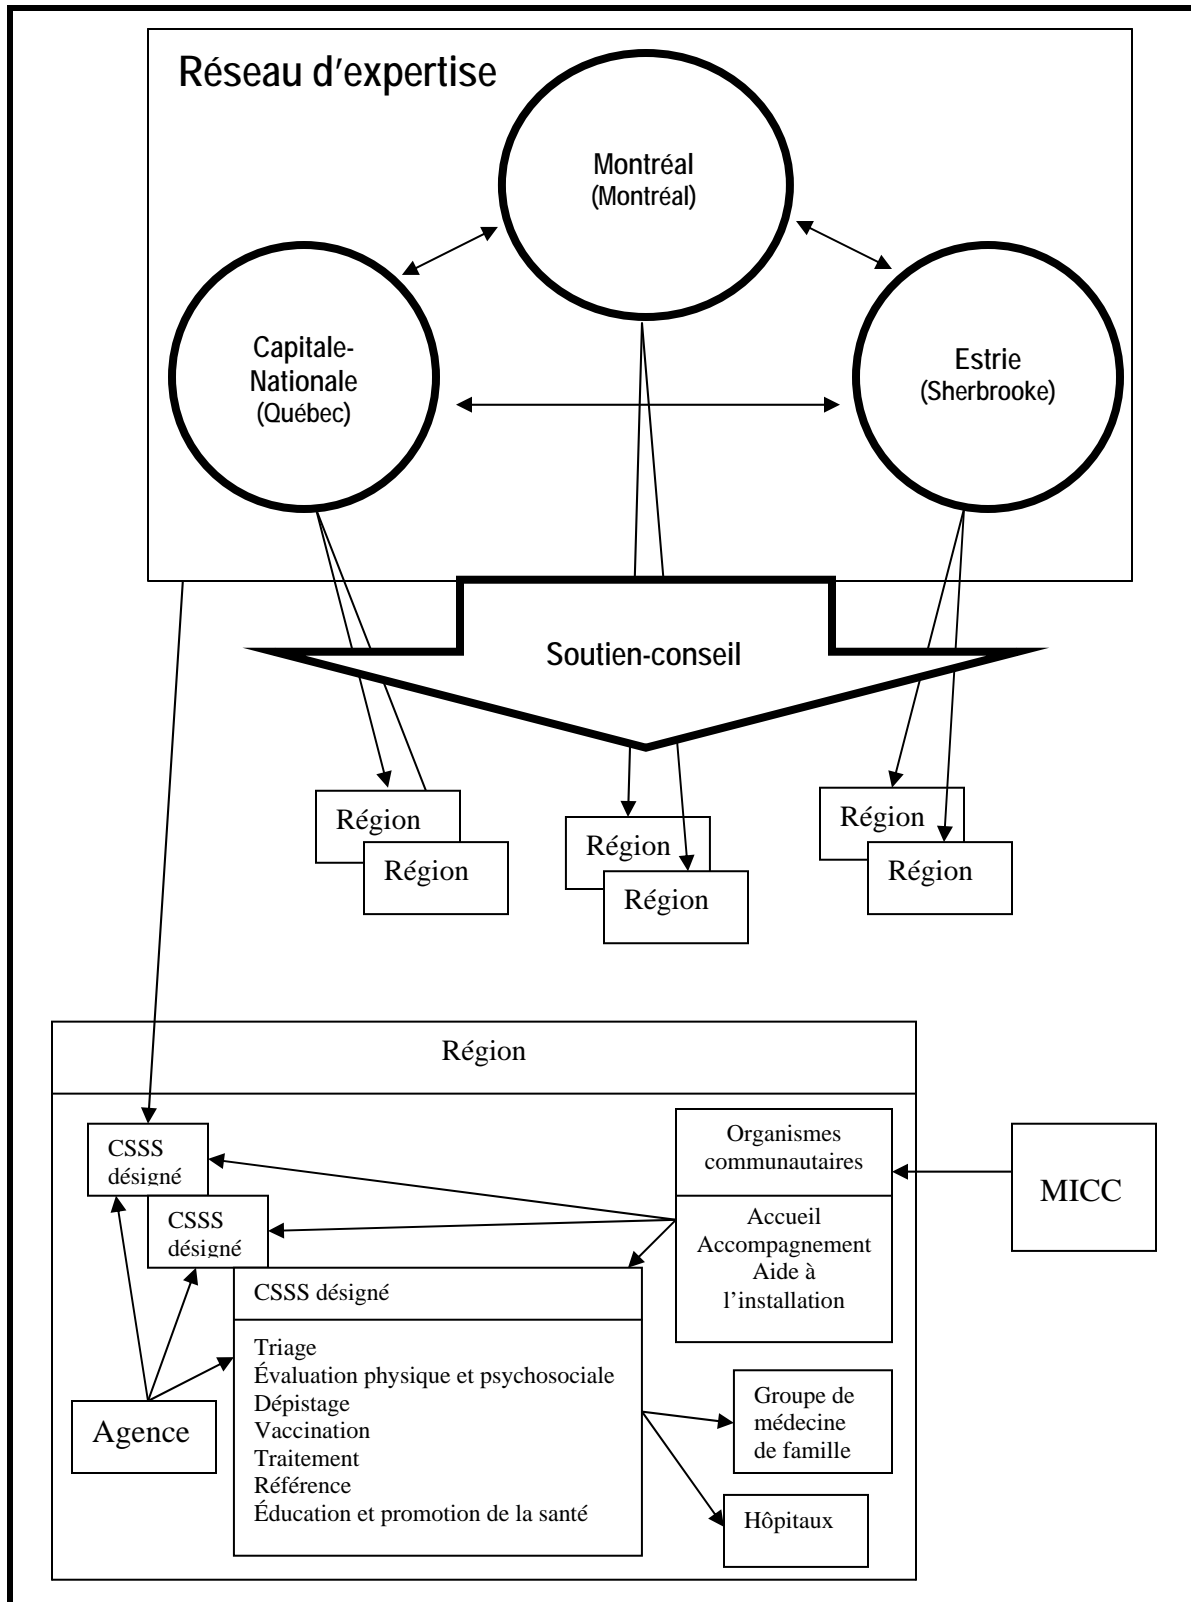 Réseau d'expertise
Montréal
(Montréal)
Capitale-
Nationale
(Québec)
Estrie
(Sherbrooke)
Soutien-conseil
Région
Région
Région
Région
Région
Région
Région
CSSS
désigné
CSSS
désigné
CSSS désigné
Triage
Évaluation physique et psychosociale
Dépistage
Vaccination
Traitement
Référence
Éducation et promotion de la santé
Agence
Organismes
communautaires
Accueil
Accompagnement
Aide à
l’installation
MICC
Groupe de
médecine
de famille
Hôpitaux